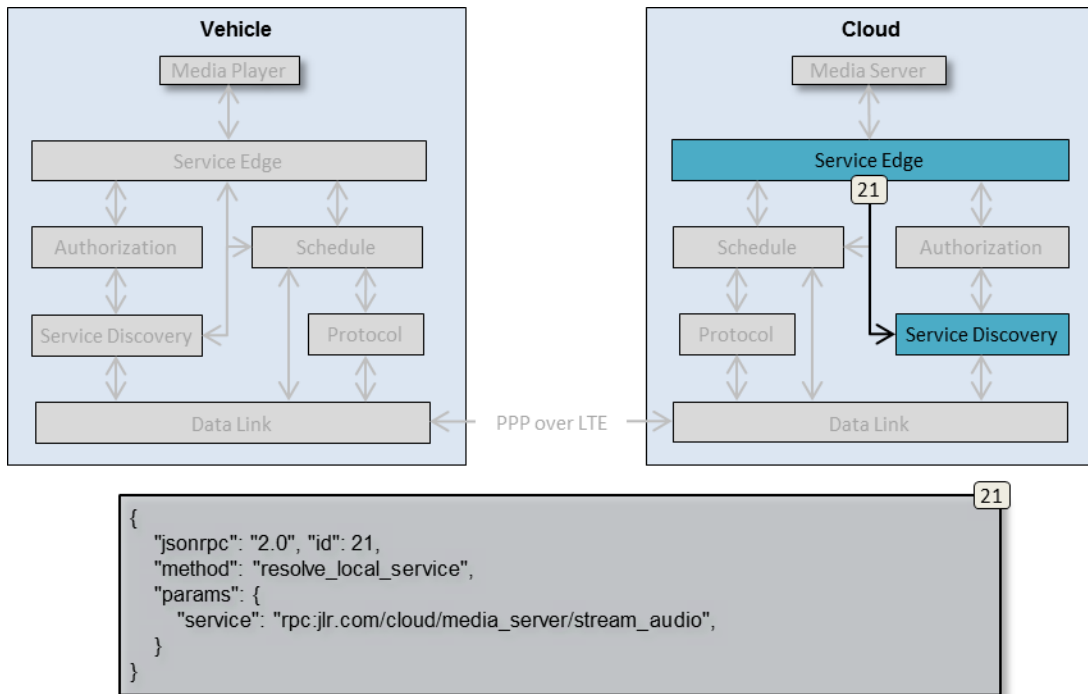 Vehicle
Media Player
Service Edge
Authorization
Schedule
Service Discovery
Protocol
Data Link
PPP over LTE
Cloud
Media Server
Service Edge
21
Schedule
Authorization
Protocol
Service Discovery
Data Link
21
{
"jsonrpc": "2.0", "id": 21,
"method": "resolve_local_service",
"params": {
"service": "rpc:jlr.com/cloud/media_server/stream_audio",
}
}